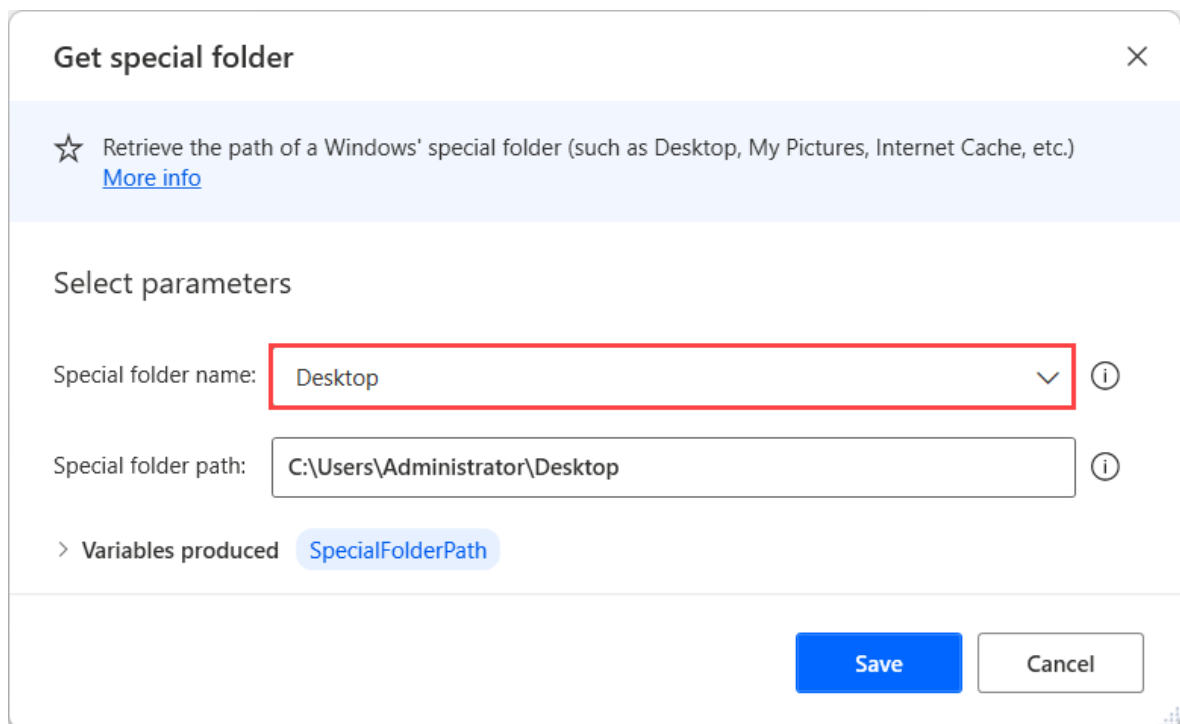 Get special folder
Retrieve the path of a Windows' special folder (such as Desktop, My Pictures, Internet Cache, etc.)
More info
Select parameters
Special folder name: Desktop
Special folder path: C:\Users\Administrator\Desktop
Variables produced SpecialFolderPath
Save Cancel